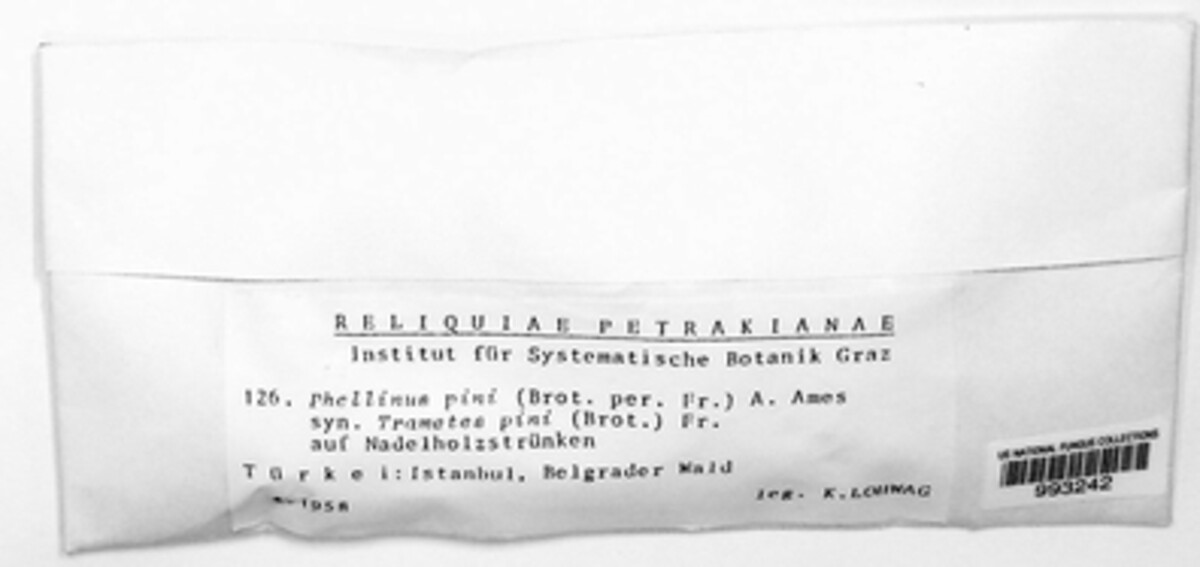 RELIQUIAE PETRAKIANAE
Institut für Systematische Botanik Graz
126. Phellinus pini (Brot. per. Fr.) A. Ames
syn. Trametes pini (Brot.) Fr.
auf Nadelholzstrünken
Türkei: Istanbul, Belgrader Wald
1958
leg. K. LOHWAG
US NATIONAL FUNGUS COLLECTIONS
993242